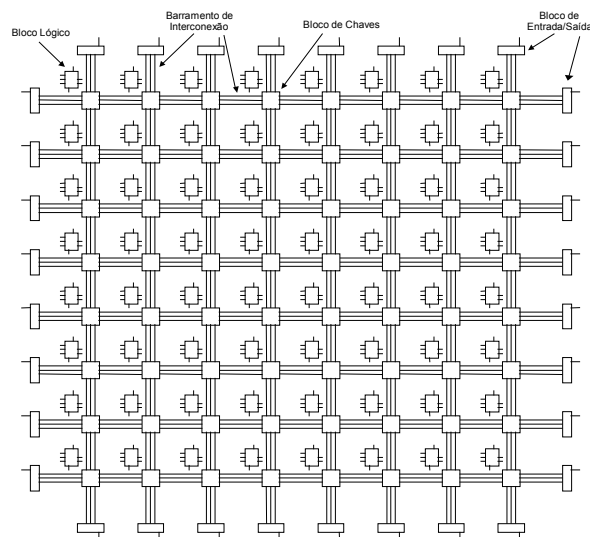 Bloco Lógico
Barramento de
Interconexão
Bloco de Chaves
Bloco de
Entrada/Saída